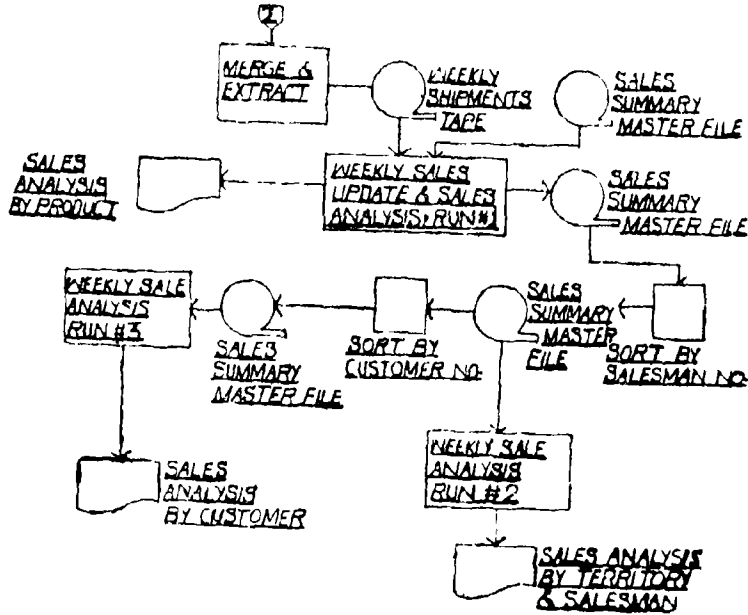 1
MERGE &
EXTRACT
WEEKLY
SHIPMENTS
TAPE
SALES
SUMMARY
MASTER FILE
SALES
ANALYSIS
BY PRODUCT
WEEKLY SALES
UPDATE & SALES
ANALYSIS, RUN #1
SALES
SUMMARY
MASTER FILE
WEEKLY SALE
ANALYSIS
RUN #3
SALES
SUMMARY
MASTER FILE
SORT BY
CUSTOMER NO.
SALES
SUMMARY
MASTER
FILE
SORT BY
SALESMAN NO.
SALES
ANALYSIS
BY CUSTOMER
WEEKLY SALE
ANALYSIS
RUN #2
SALES ANALYSIS
BY TERRITORY
& SALESMAN